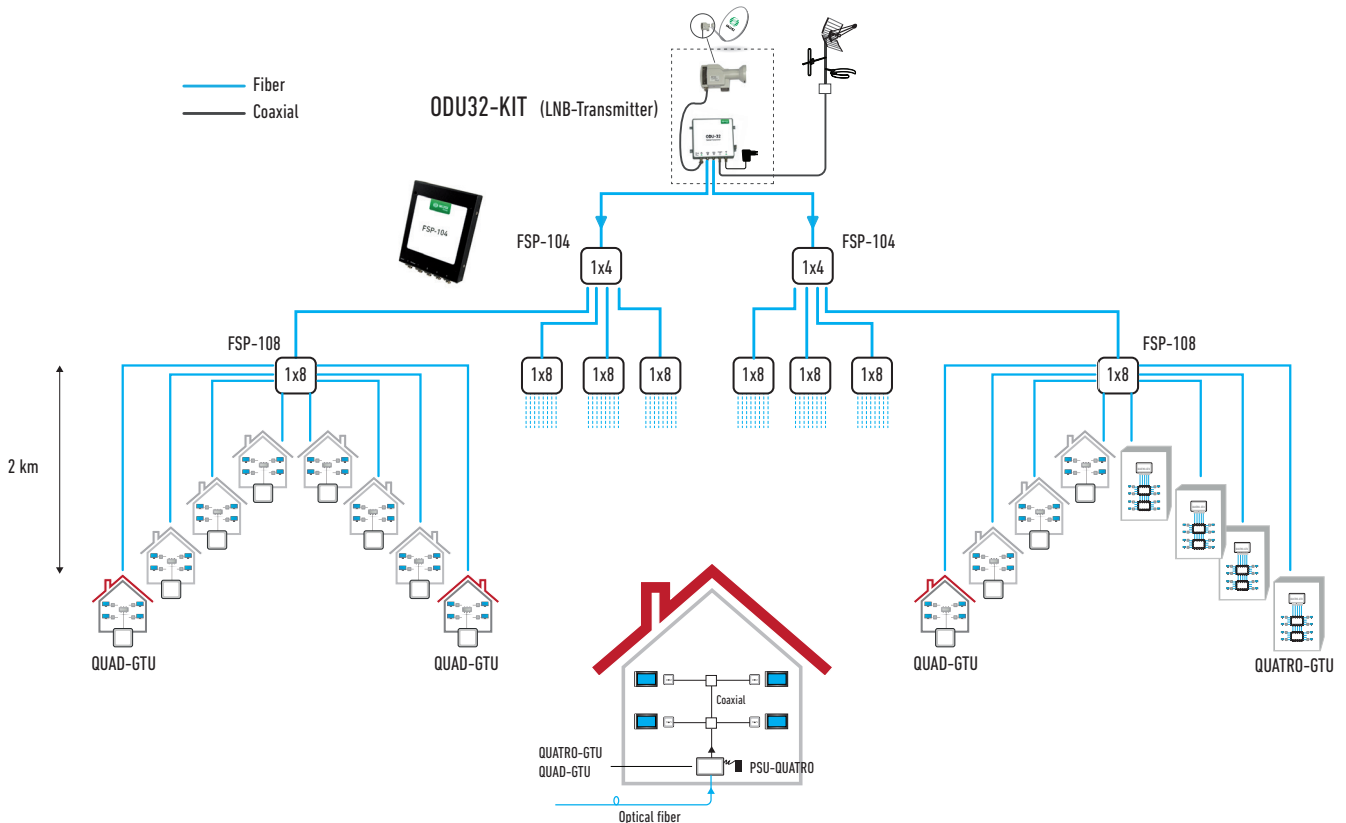 Fiber
Coaxial
ODU32-KIT (LNB-Transmitter)
ODU-32
FSP-104
FSP-104
FSP-104
1x4
1x4
FSP-108
FSP-108
1x8
1x8
1x8
1x8
1x8
1x8
1x8
1x8
2 km
QUAD-GTU
QUAD-GTU
QUAD-GTU
QUATRO-GTU
Coaxial
QUATRO-GTU
QUAD-GTU
PSU-QUATRO
Optical fiber